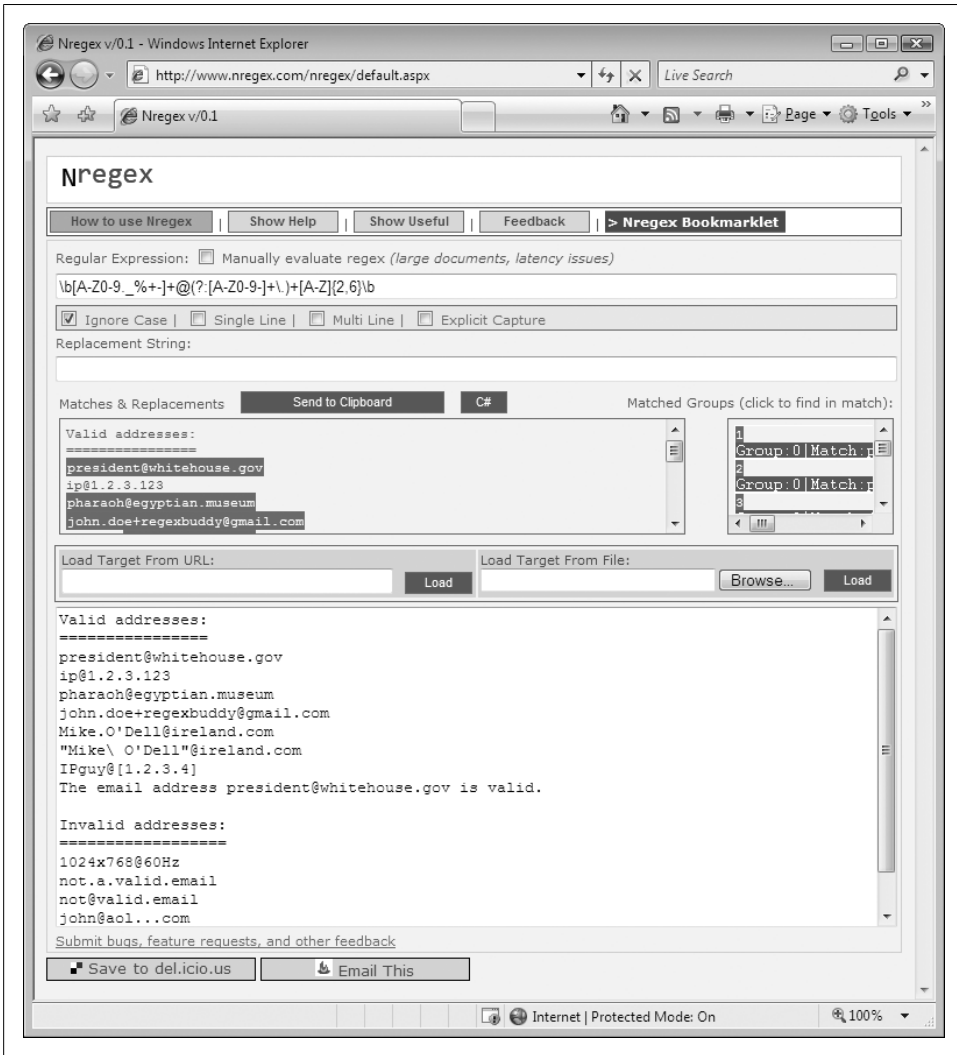 Nregex v/0.1 - Windows Internet Explorer
http://www.nregex.com/nregex/default.aspx
Live Search
Nregex v/0.1
Page
Tools
Nregex
How to use Nregex | Show Help | Show Useful | Feedback | > Nregex Bookmarklet
Regular Expression: Manually evaluate regex (large documents, latency issues)
\b[A-Z0-9._%+-]+@(?:[A-Z0-9-]+\.)+[A-Z]{2,6}\b
Ignore Case | Single Line | Multi Line | Explicit Capture
Replacement String:
Matches & Replacements Send to Clipboard C# Matched Groups (click to find in match):
Valid addresses:
================
president@whitehouse.gov
ip@1.2.3.123
pharaoh@egyptian.museum
john.doe+regexbuddy@gmail.com
1
Group:0|Match:p
2
Group:0|Match:p
3
Load Target From URL: Load Target From File:
Load Browse... Load
Valid addresses:
================
president@whitehouse.gov
ip@1.2.3.123
pharaoh@egyptian.museum
john.doe+regexbuddy@gmail.com
Mike.O'Dell@ireland.com
"Mike\ O'Dell"@ireland.com
IPguy@[1.2.3.4]
The email address president@whitehouse.gov is valid.
Invalid addresses:
==================
1024x768@60Hz
not.a.valid.email
not@valid.email
john@aol...com
Submit bugs, feature requests, and other feedback
Save to del.icio.us Email This
Internet | Protected Mode: On 100%